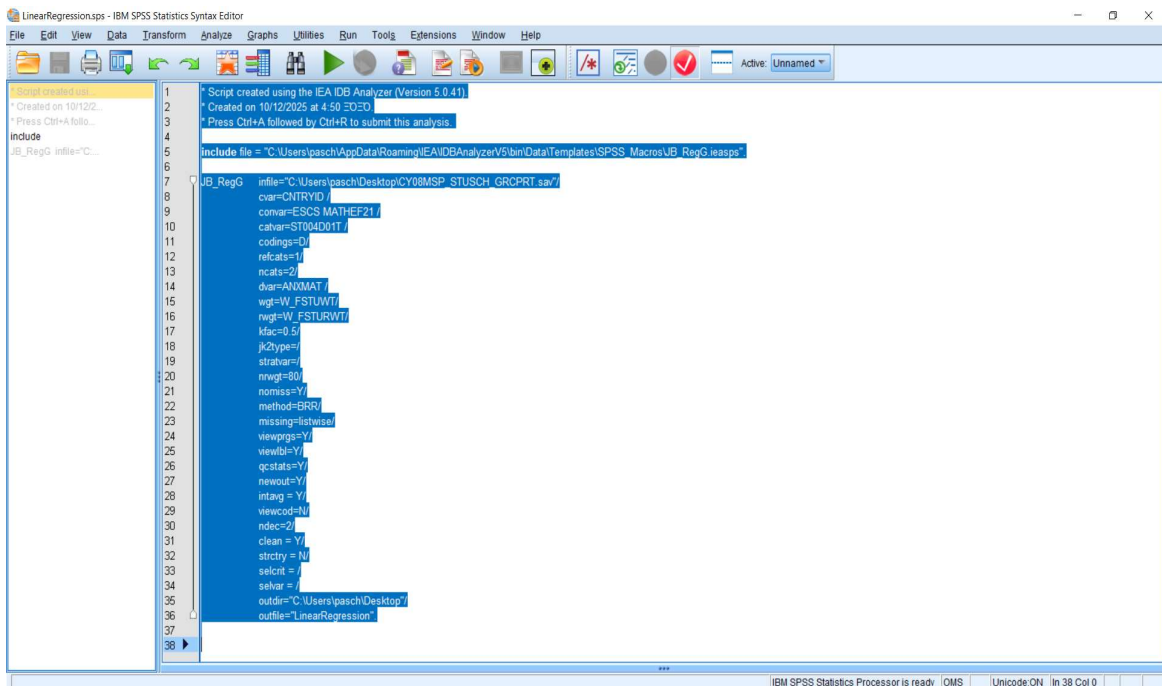 LinearRegression.sps - IBM SPSS Statistics Syntax Editor
File Edit View Data Transform Analyze Graphs Utilities Run Tools Extensions Window Help
Active: Unnamed
* Script created usi...
* Created on 10/12/2...
* Press Ctrl+A follo...
include
JB_RegG infile="C:...
1 * Script created using the IEA IDB Analyzer (Version 5.0.41).
2 * Created on 10/12/2025 at 4:50
3 * Press Ctrl+A followed by Ctrl+R to submit this analysis.
4
5 include file = "C:\Users\pasch\AppData\Roaming\IEA\IDBAnalyzerV5\bin\Data\Templates\SPSS_Macros\JB_RegG.ieasps".
6
7 JB_RegG infile="C:\Users\pasch\Desktop\CY08MSP_STUSCH_GRCPRT.sav"/
8 cvar=CNTRYID /
9 convar=ESCS MATHEF21 /
10 catvar=ST004D01T /
11 codings=D/
12 refcats=1/
13 ncats=2/
14 dvar=ANXMAT /
15 wgt=W_FSTUWT/
16 rwgt=W_FSTURWT/
17 kfac=0.5/
18 jk2type=/
19 stratvar=/
20 nrwgt=80/
21 nomiss=Y/
22 method=BRR/
23 missing=listwise/
24 viewprgs=Y/
25 viewlbl=Y/
26 qcstats=Y/
27 newout=Y/
28 intavg = Y/
29 viewcod=N/
30 ndec=2/
31 clean = Y/
32 strctry = N/
33 selcrit = /
34 selvar = /
35 outdir="C:\Users\pasch\Desktop"/
36 outfile="LinearRegression".
37
38
IBM SPSS Statistics Processor is ready OMS Unicode:ON In 38 Col 0